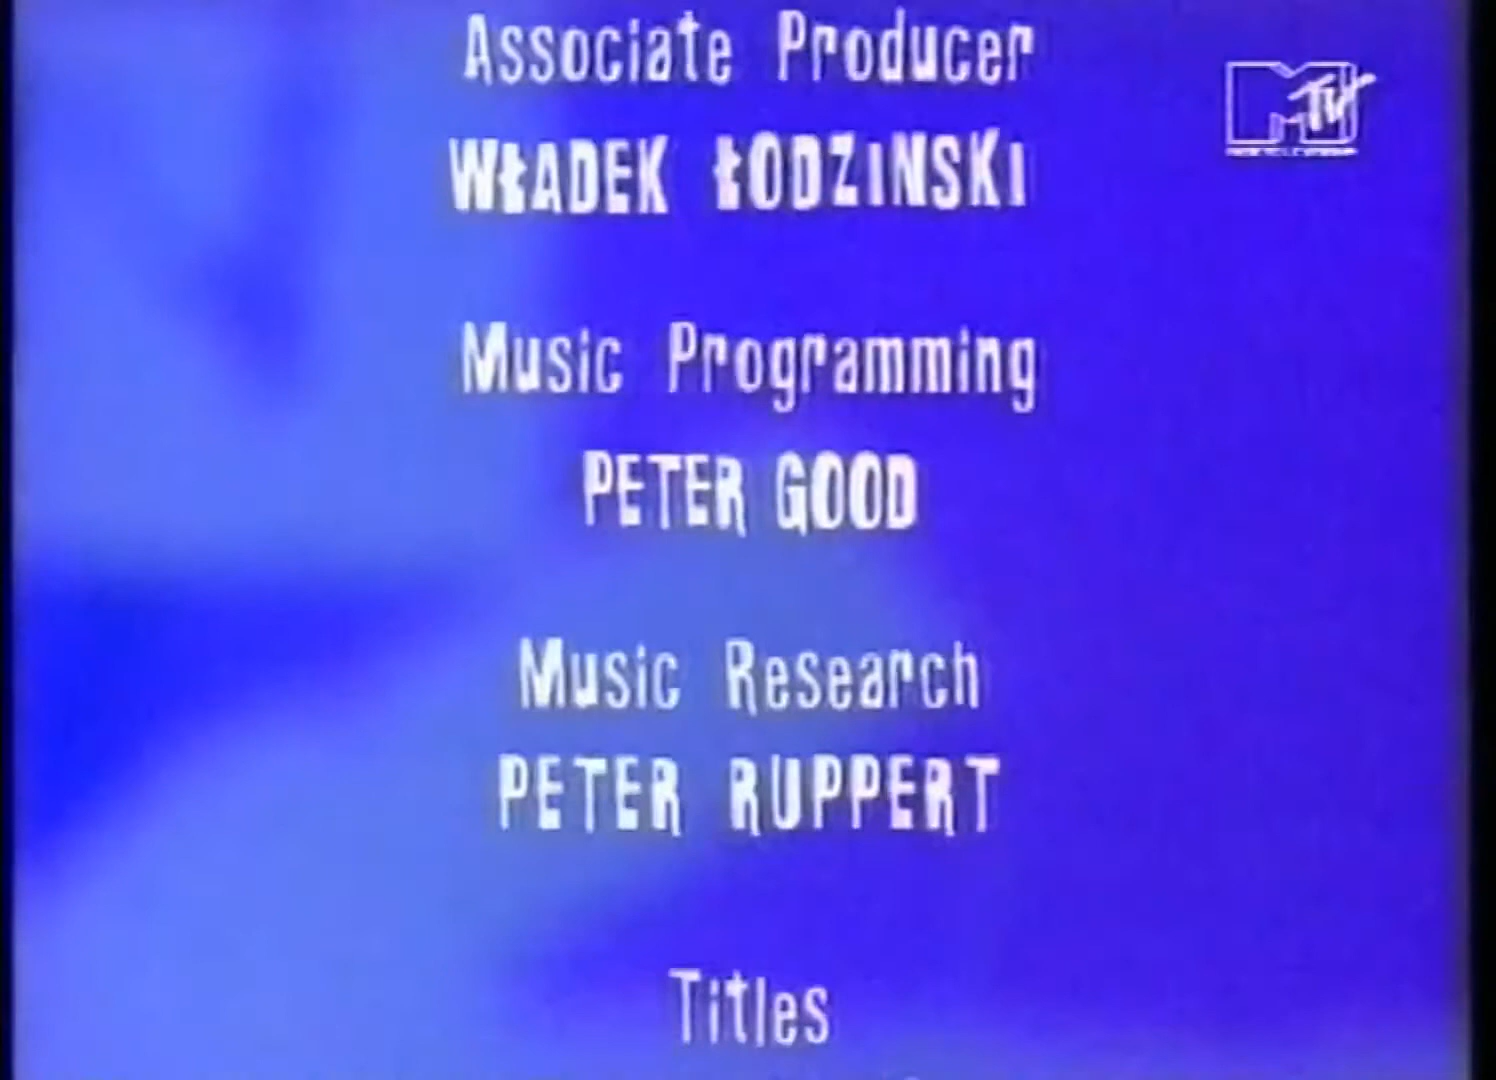 Associate Producer
MTV
WŁADEK ŁODZINSKI
Music Programming
PETER GOOD
Music Research
PETER RUPPERT
Titles